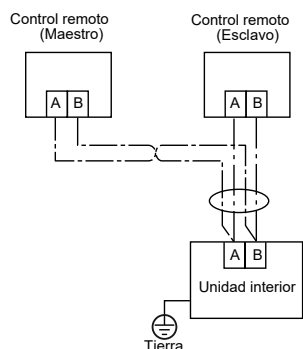 Control remoto
(Maestro)
Control remoto
(Esclavo)
A B
A B
A B
Unidad interior
Tierra